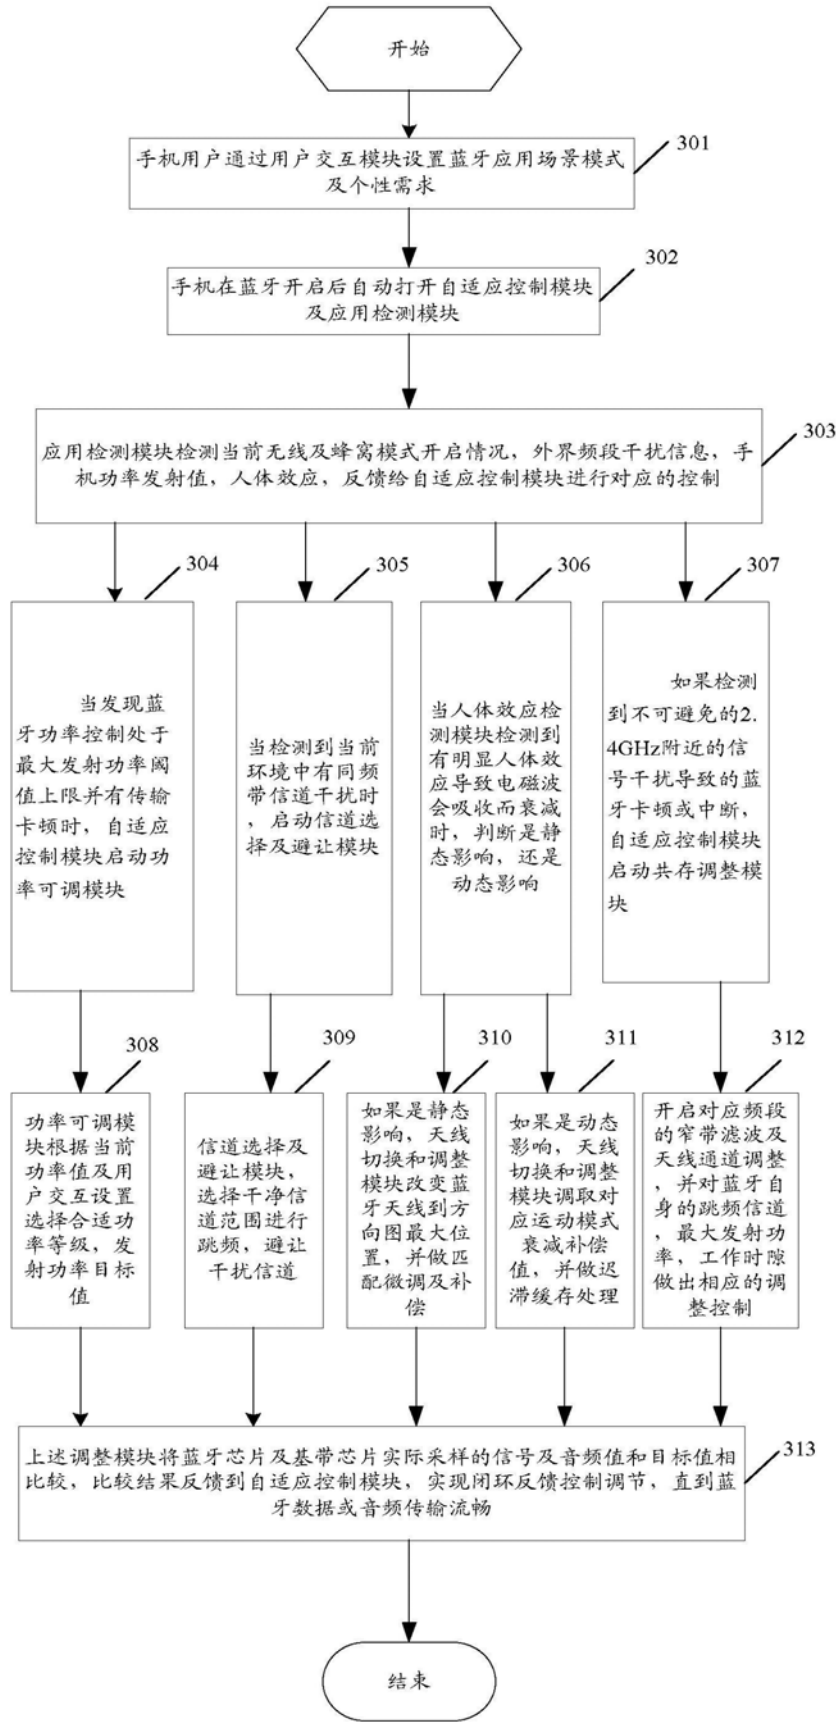 开始
手机用户通过用户交互模块设置蓝牙应用场景模式
及个性需求
301
手机在蓝牙开启后自动打开自适应控制模块
及应用检测模块
302
应用检测模块检测当前无线及蜂窝模式开启情况，外界频段干扰信息，手
机功率发射值，人体效应，反馈给自适应控制模块进行对应的控制
303
304
当发现蓝
牙功率控制处于
最大发射功率阈
值上限并有传输
卡顿时，自适应
控制模块启动功
率可调模块
305
当检测到当前
环境中有同频
带信道干扰时
，启动信道选
择及避让模块
306
当人体效应检
测模块检测到
有明显人体效
应导致电磁波
会吸收而衰减
时，判断是静
态影响，还是
动态影响
307
如果检测
到不可避免的2.
4GHz附近的信
号干扰导致的蓝
牙卡顿或中断，
自适应控制模块
启动共存调整模
块
308
功率可调模
块根据当前
功率值及用
户交互设置
选择合适功
率等级，发
射功率目标
值
309
信道选择及
避让模块，
选择干净信
道范围进行
跳频，避让
干扰信道
310
如果是静态
影响，天线
切换和调整
模块改变蓝
牙天线到方
向图最大位
置，并做匹
配微调及补
偿
311
如果是动态
影响，天线
切换和调整
模块调取对
应运动模式
衰减补偿
值，并做迟
滞缓存处理
312
开启对应频段
的窄带滤波及
天线通道调整
，并对蓝牙自
身的跳频信道
，最大发射功
率，工作时隙
做出相应的调
整控制
上述调整模块将蓝牙芯片及基带芯片实际采样的信号及音频值和目标值相
比较，比较结果反馈到自适应控制模块，实现闭环反馈控制调节，直到蓝
牙数据或音频传输流畅
313
结束